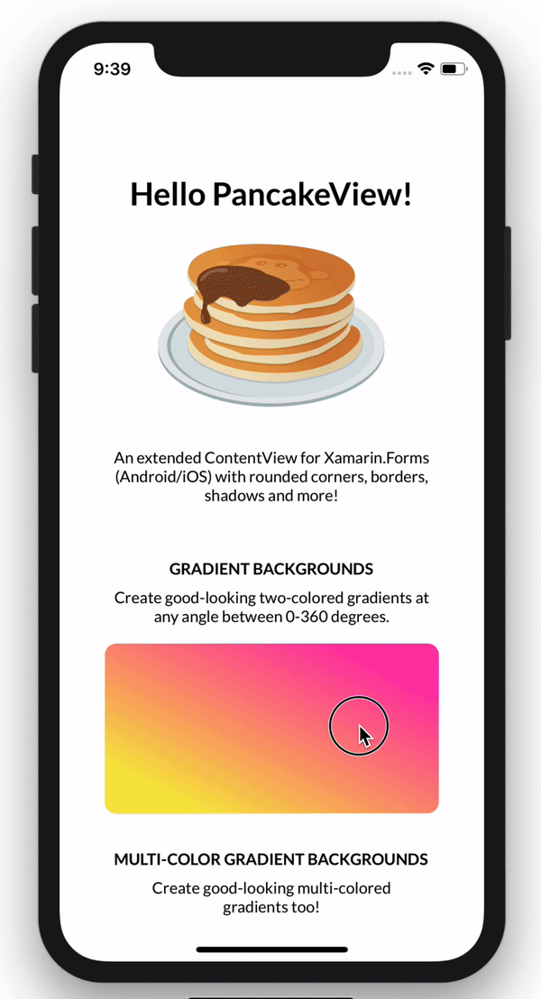 9:39
Hello PancakeView!
An extended ContentView for Xamarin.Forms
(Android/iOS) with rounded corners, borders,
shadows and more!
GRADIENT BACKGROUNDS
Create good-looking two-colored gradients at
any angle between 0-360 degrees.
MULTI-COLOR GRADIENT BACKGROUNDS
Create good-looking multi-colored
gradients too!